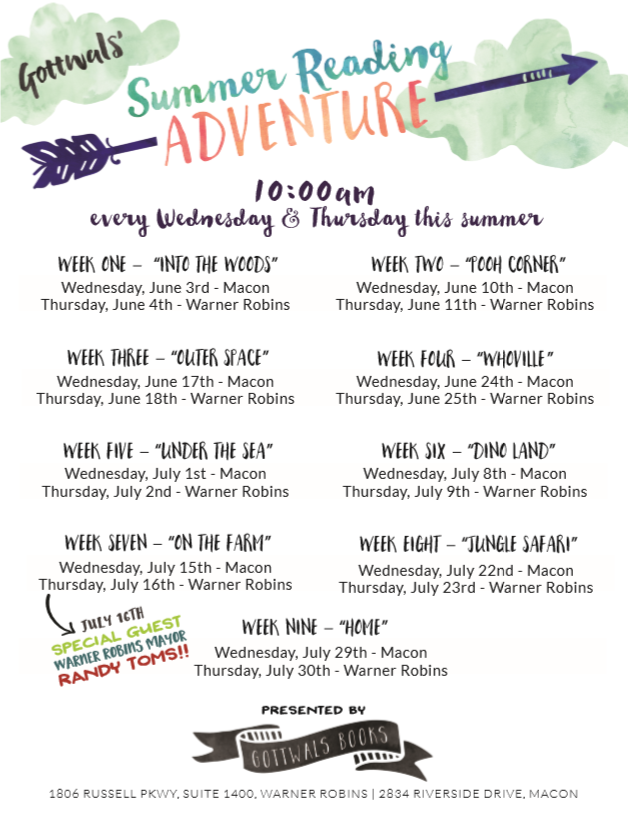 Gottwals'
Summer Reading
ADVENTURE
10:00am
every Wednesday & Thursday this summer
WEEK ONE – "INTO THE WOODS"
Wednesday, June 3rd - Macon
Thursday, June 4th - Warner Robins
WEEK TWO – "POOH CORNER"
Wednesday, June 10th - Macon
Thursday, June 11th - Warner Robins
WEEK THREE – "OUTER SPACE"
Wednesday, June 17th - Macon
Thursday, June 18th - Warner Robins
WEEK FOUR – "WHOVILLE"
Wednesday, June 24th - Macon
Thursday, June 25th - Warner Robins
WEEK FIVE – "UNDER THE SEA"
Wednesday, July 1st - Macon
Thursday, July 2nd - Warner Robins
WEEK SIX – "DINO LAND"
Wednesday, July 8th - Macon
Thursday, July 9th - Warner Robins
WEEK SEVEN – "ON THE FARM"
Wednesday, July 15th - Macon
Thursday, July 16th - Warner Robins
JULY 16TH
SPECIAL GUEST
WARNER ROBINS MAYOR
RANDY TOMS!!
WEEK EIGHT – "JUNGLE SAFARI"
Wednesday, July 22nd - Macon
Thursday, July 23rd - Warner Robins
WEEK NINE – "HOME"
Wednesday, July 29th - Macon
Thursday, July 30th - Warner Robins
PRESENTED BY
GOTTWALS BOOKS
1806 RUSSELL PKWY, SUITE 1400, WARNER ROBINS | 2834 RIVERSIDE DRIVE, MACON